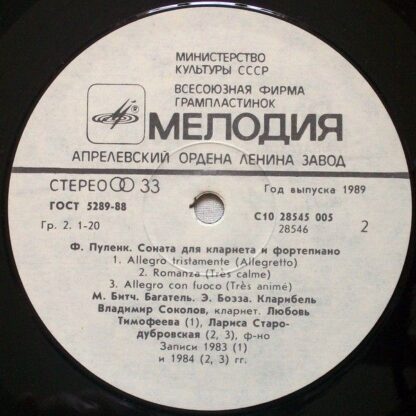 МИНИСТЕРСТВО
КУЛЬТУРЫ СССР
ВСЕСОЮЗНАЯ ФИРМА
ГРАМПЛАСТИНОК
МЕЛОДИЯ
АПРЕЛЕВСКИЙ ОРДЕНА ЛЕНИНА ЗАВОД
СТЕРЕО 33
Год выпуска 1989
ГОСТ 5289-88
С10 28545 005
Гр. 2. 1-20
28546
2
Ф. Пуленк. Соната для кларнета и фортепиано
1. Allegro tristamente (Allegretto)
2. Romanza (Très calme)
3. Allegro con fuoco (Très animé)
М. Битч. Багатель. Э. Бозза. Кларибель
Владимир Соколов, кларнет. Любовь
Тимофеева (1), Лариса Старо-
дубровская (2, 3), ф-но
Записи 1983 (1)
и 1984 (2, 3) гг.